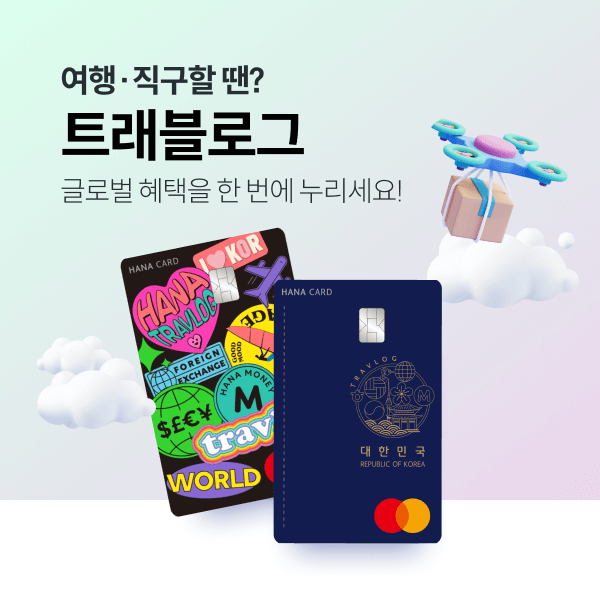 여행·직구할 땐?
트래블로그
글로벌 혜택을 한 번에 누리세요!
HANA CARD
I KOR
HANA
TRAVLOG
FOREIGN
EXCHANGE
GOOD
MOOD
HANA MONEY
M
$£€¥
WORLD
HANA CARD
TRAVLOG
M
대한민국
REPUBLIC OF KOREA